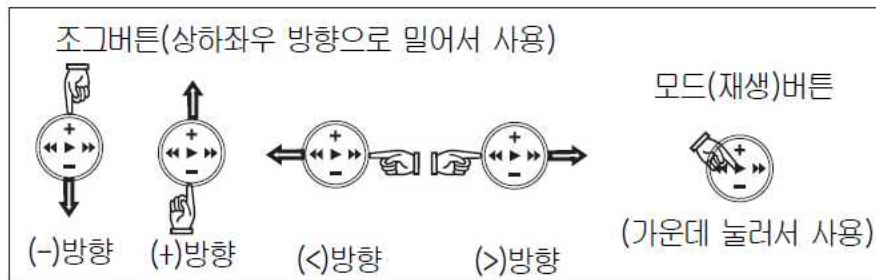 조그버튼(상하좌우 방향으로 밀어서 사용)
모드(재생)버튼
(-)방향 (+)방향 (<)방향 (>)방향
(가운데 눌러서 사용)